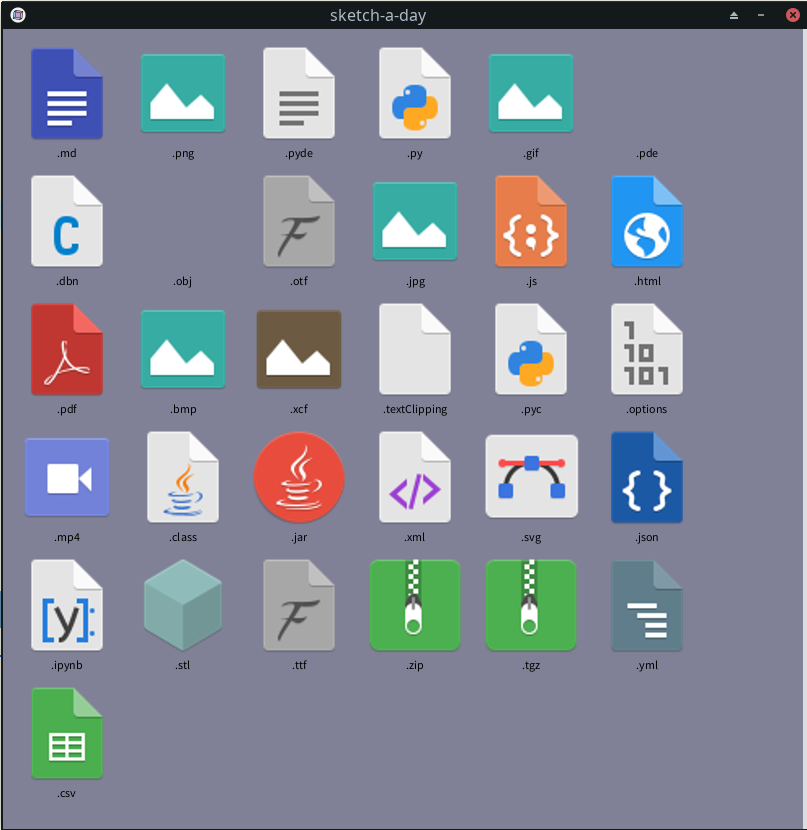 sketch-a-day
.md .png .pyde .py .gif .pde
C F {;}
.dbn .obj .otf .jpg .js .html
1
10
101
.pdf .bmp .xcf .textClipping .pyc .options
</> { }
.mp4 .class .jar .xml .svg .json
[y]: F
.ipynb .stl .ttf .zip .tgz .yml
.csv